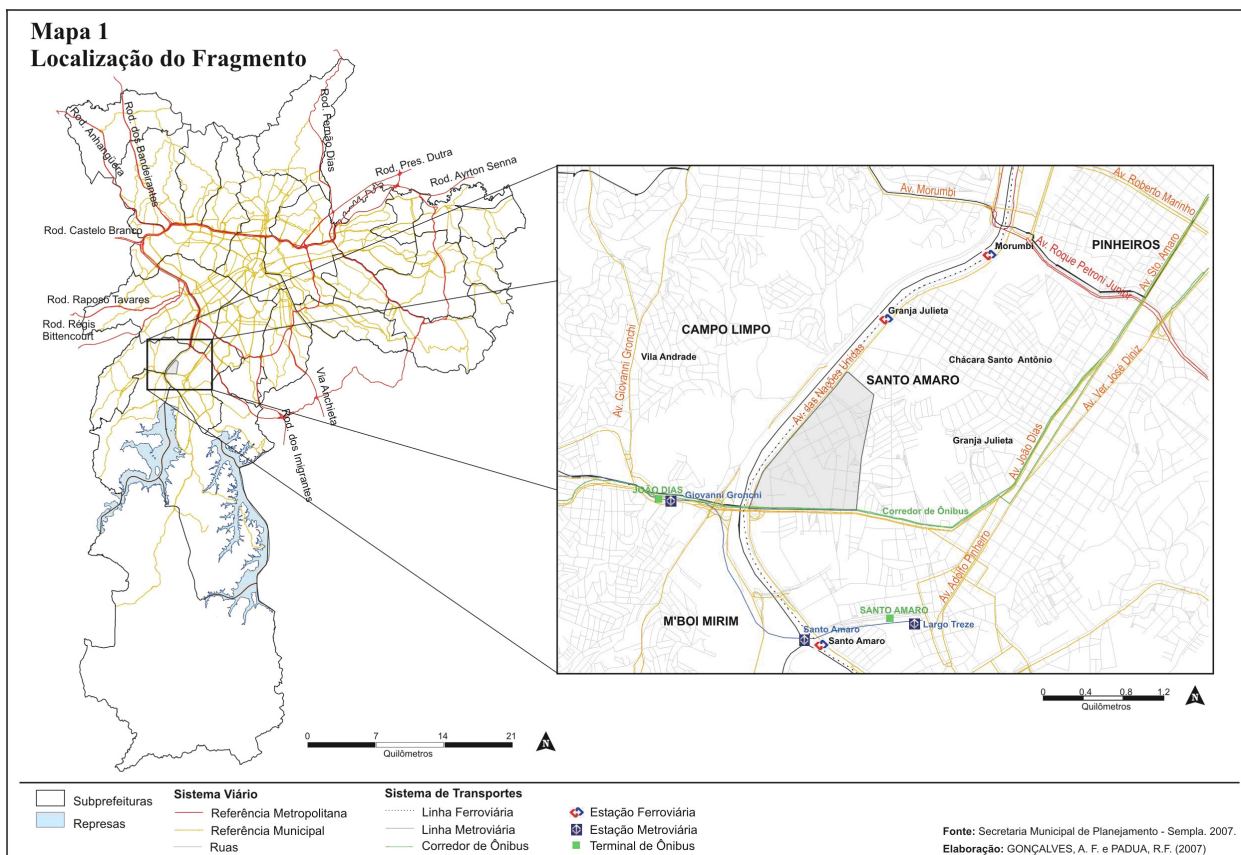 Mapa 1
Localização do Fragmento
Rod. Anhangüera
Rod. dos Bandeirantes
Rod. Fernão Dias
Rod. Pres. Dutra
Rod. Ayrton Senna
Rod. Castelo Branco
Rod. Raposo Tavares
Rod. Régis
Bittencourt
Via Anchieta
Rod. dos Imigrantes
0 7 14 21
Quilômetros
N
Av. Morumbi
Av. Roberto Marinho
PINHEIROS
Morumbi
Av. Roque Petroni Junior
Av. Sto. Amaro
Granja Julieta
CAMPO LIMPO
Vila Andrade
Av. Giovanni Gronchi
Av. das Nações Unidas
Chácara Santo Antônio
SANTO AMARO
Av. Ver. José Diniz
Granja Julieta
Av. João Dias
JOÃO DIAS
Giovanni Gronchi
Corredor de Ônibus
Av. Adolfo Pinheiro
M'BOI MIRIM
SANTO AMARO
Largo Treze
Santo Amaro
Santo Amaro
0 0.4 0.8 1.2
Quilômetros
N
Subprefeituras
Represas
Sistema Viário
Referência Metropolitana
Referência Municipal
Ruas
Sistema de Transportes
Linha Ferroviária
Linha Metroviária
Corredor de Ônibus
Estação Ferroviária
Estação Metroviária
Terminal de Ônibus
Fonte: Secretaria Municipal de Planejamento - Sempla. 2007.
Elaboração: GONÇALVES, A. F. e PADUA, R.F. (2007)